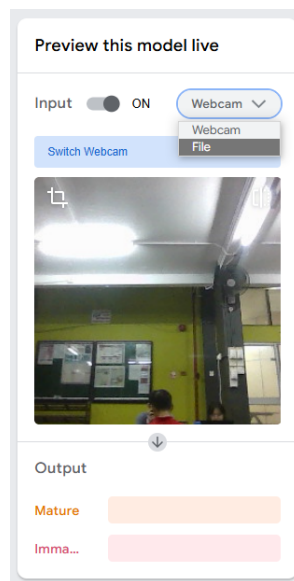 Preview this model live
Input ON Webcam
Webcam
File
Switch Webcam
Output
Mature
Imma...